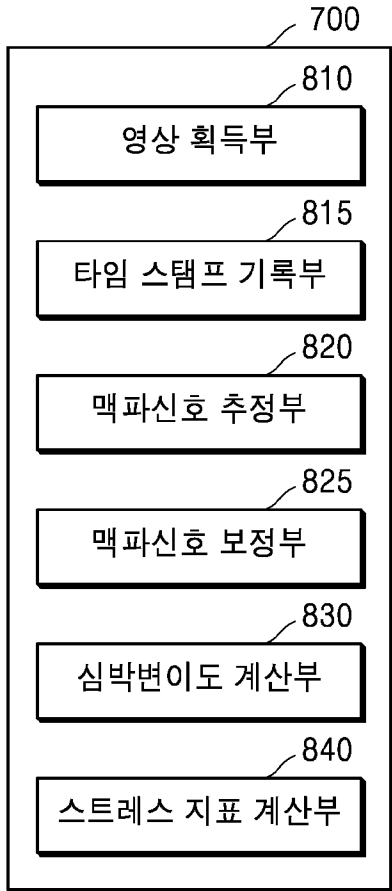 700
810
영상 획득부
815
타임 스탬프 기록부
820
맥파신호 추정부
825
맥파신호 보정부
830
심박변이도 계산부
840
스트레스 지표 계산부